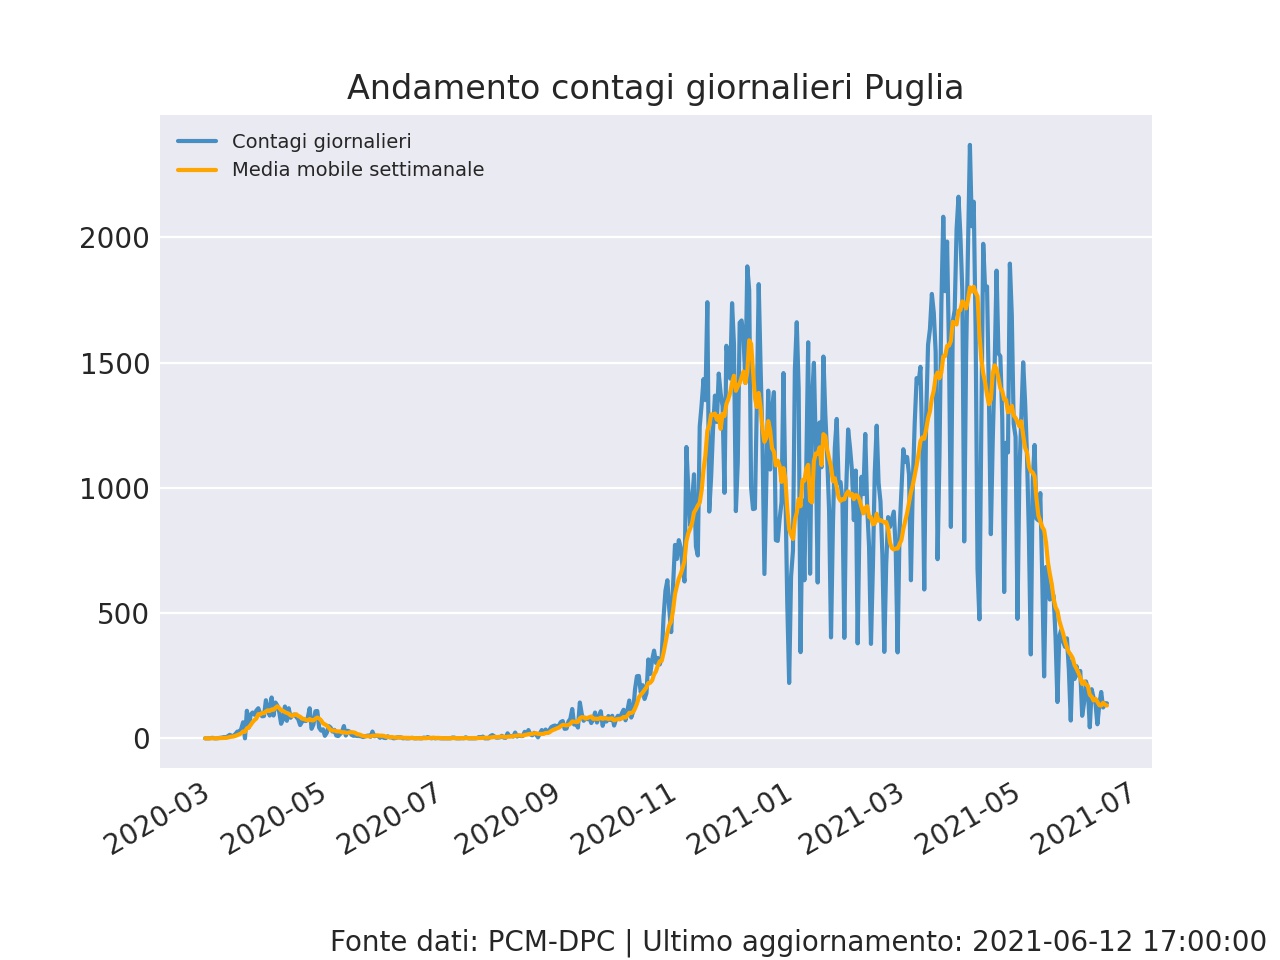 Andamento contagi giornalieri Puglia
Contagi giornalieri
Media mobile settimanale
2000
1500
1000
500
0
2020-03 2020-05 2020-07 2020-09 2020-11 2021-01 2021-03 2021-05 2021-07
Fonte dati: PCM-DPC | Ultimo aggiornamento: 2021-06-12 17:00:00